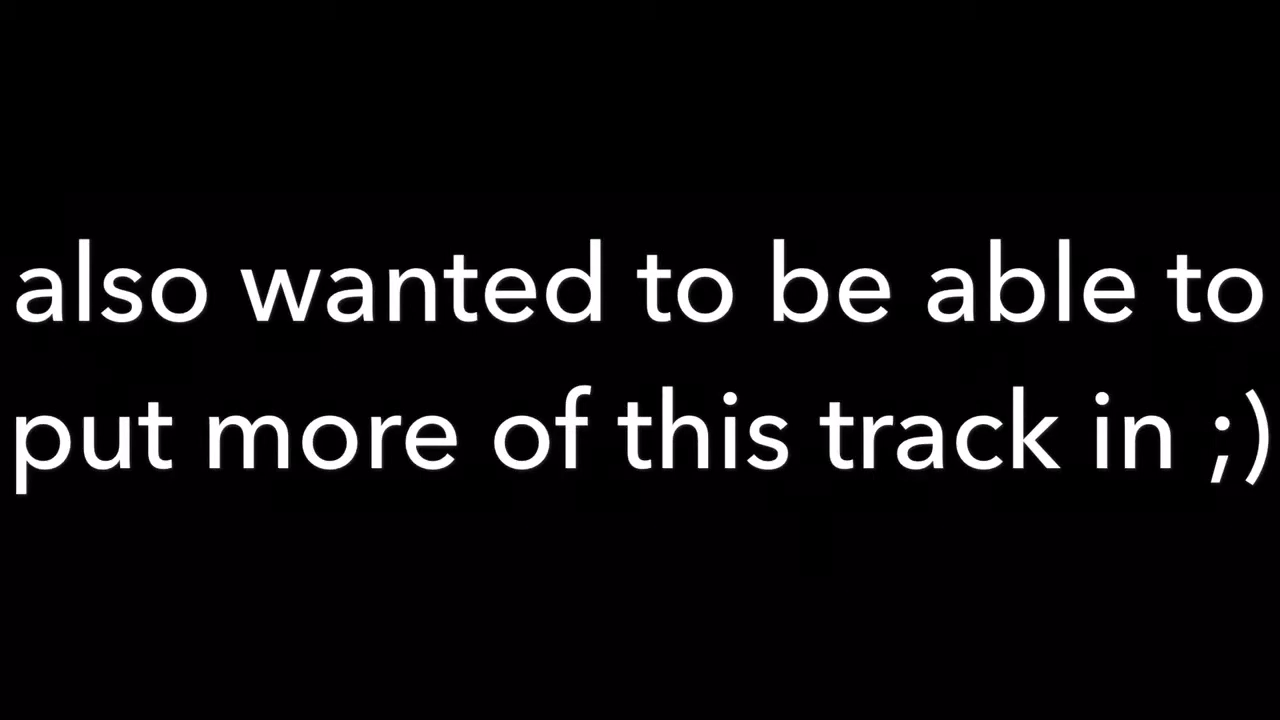 also wanted to be able to
put more of this track in ;)